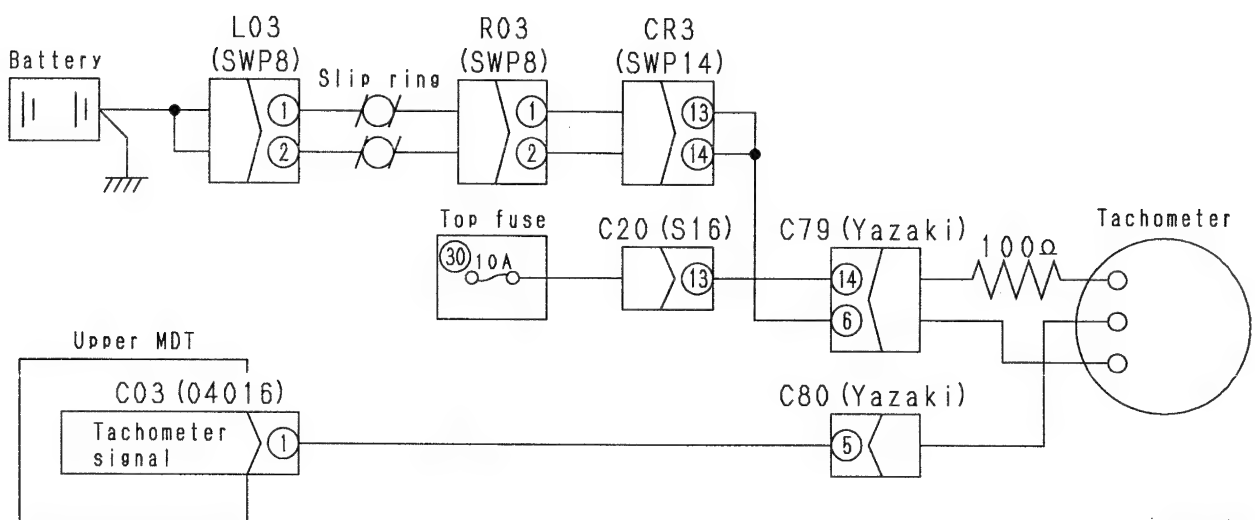 L03
(SWP8)
R03
(SWP8)
CR3
(SWP14)
Battery
Slip ring
1
2
1
2
13
14
Top fuse
30
10A
C20 (S16)
13
C79 (Yazaki)
14
6
100Ω
Tachometer
Upper MDT
C03 (04016)
Tachometer
signal
1
C80 (Yazaki)
5